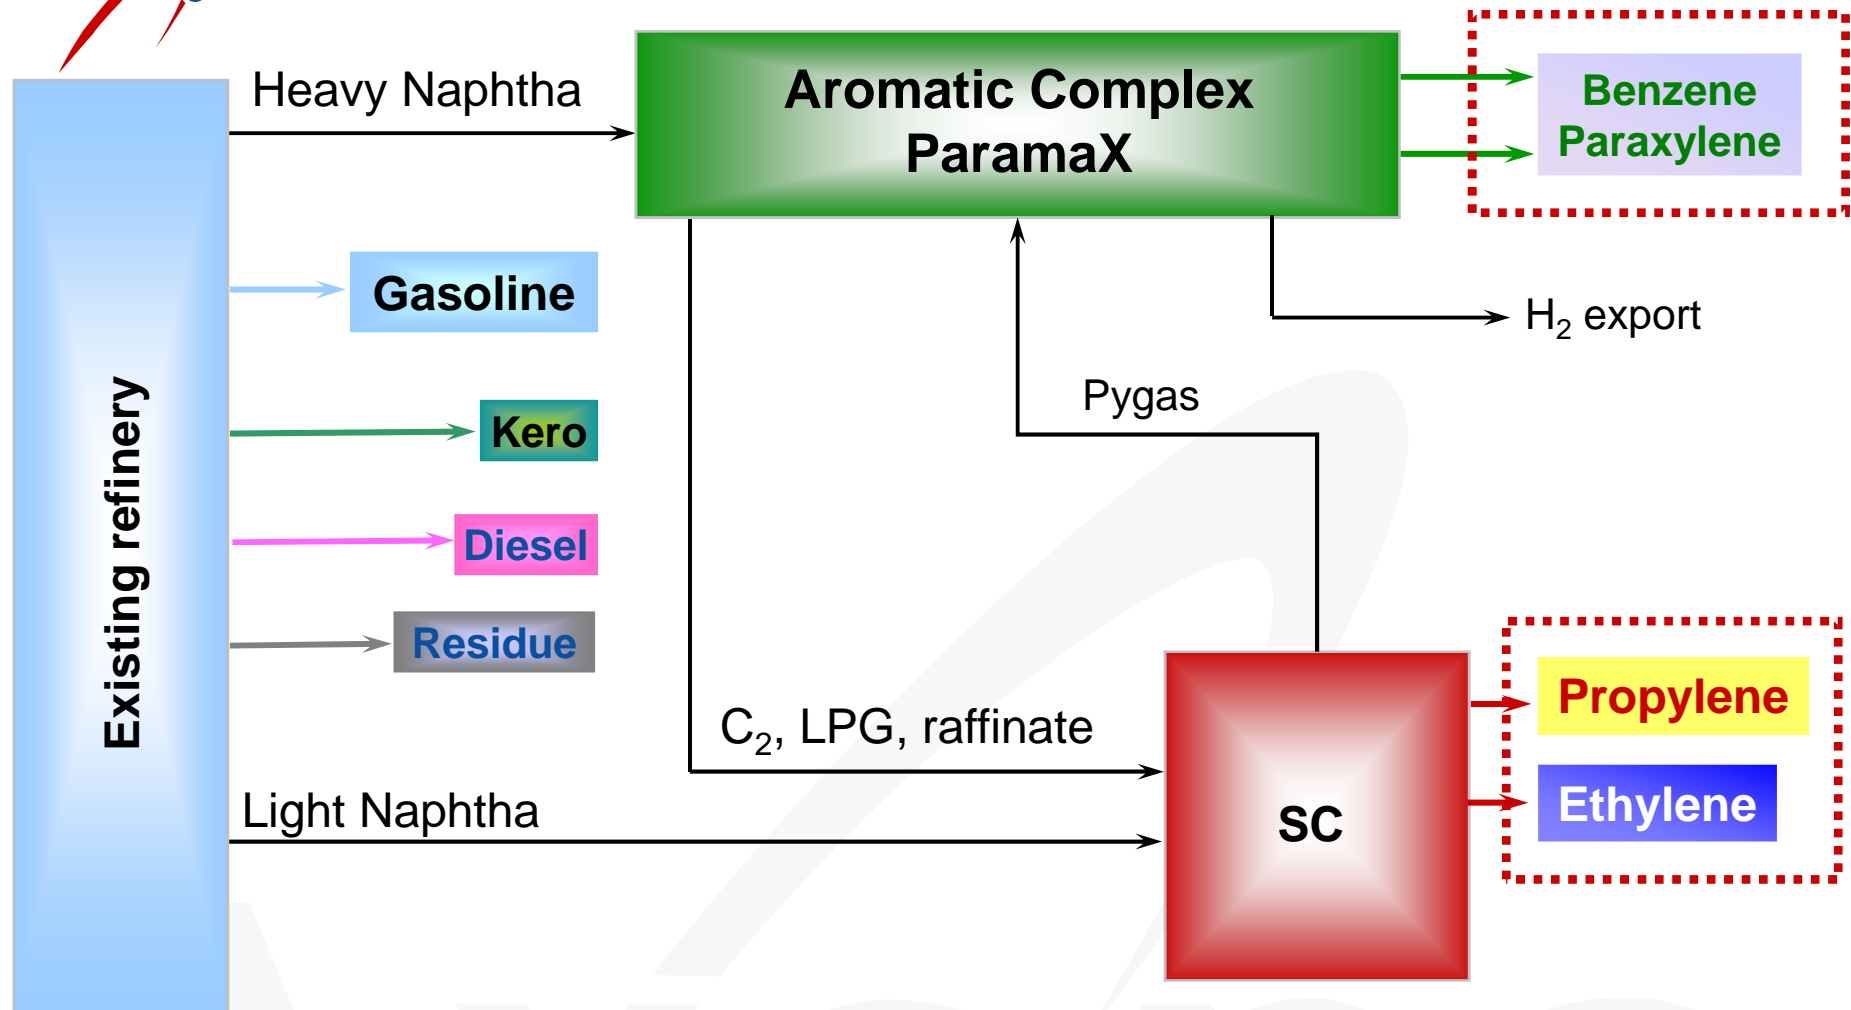 Heavy Naphtha
Aromatic Complex
ParamaX
Benzene
Paraxylene
Gasoline
H₂ export
Existing refinery
Kero
Pygas
Diesel
Residue
C₂, LPG, raffinate
Propylene
Light Naphtha
SC
Ethylene